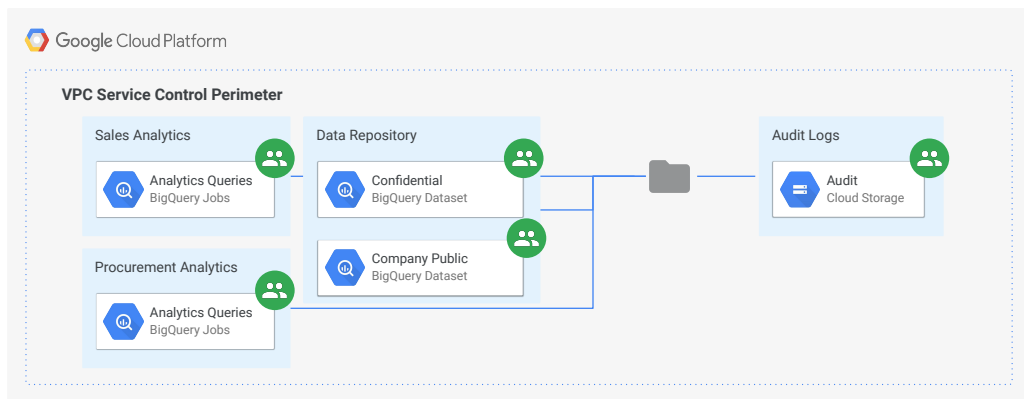 Google Cloud Platform
VPC Service Control Perimeter
Sales Analytics
Analytics Queries
BigQuery Jobs
Procurement Analytics
Analytics Queries
BigQuery Jobs
Data Repository
Confidential
BigQuery Dataset
Company Public
BigQuery Dataset
Audit Logs
Audit
Cloud Storage